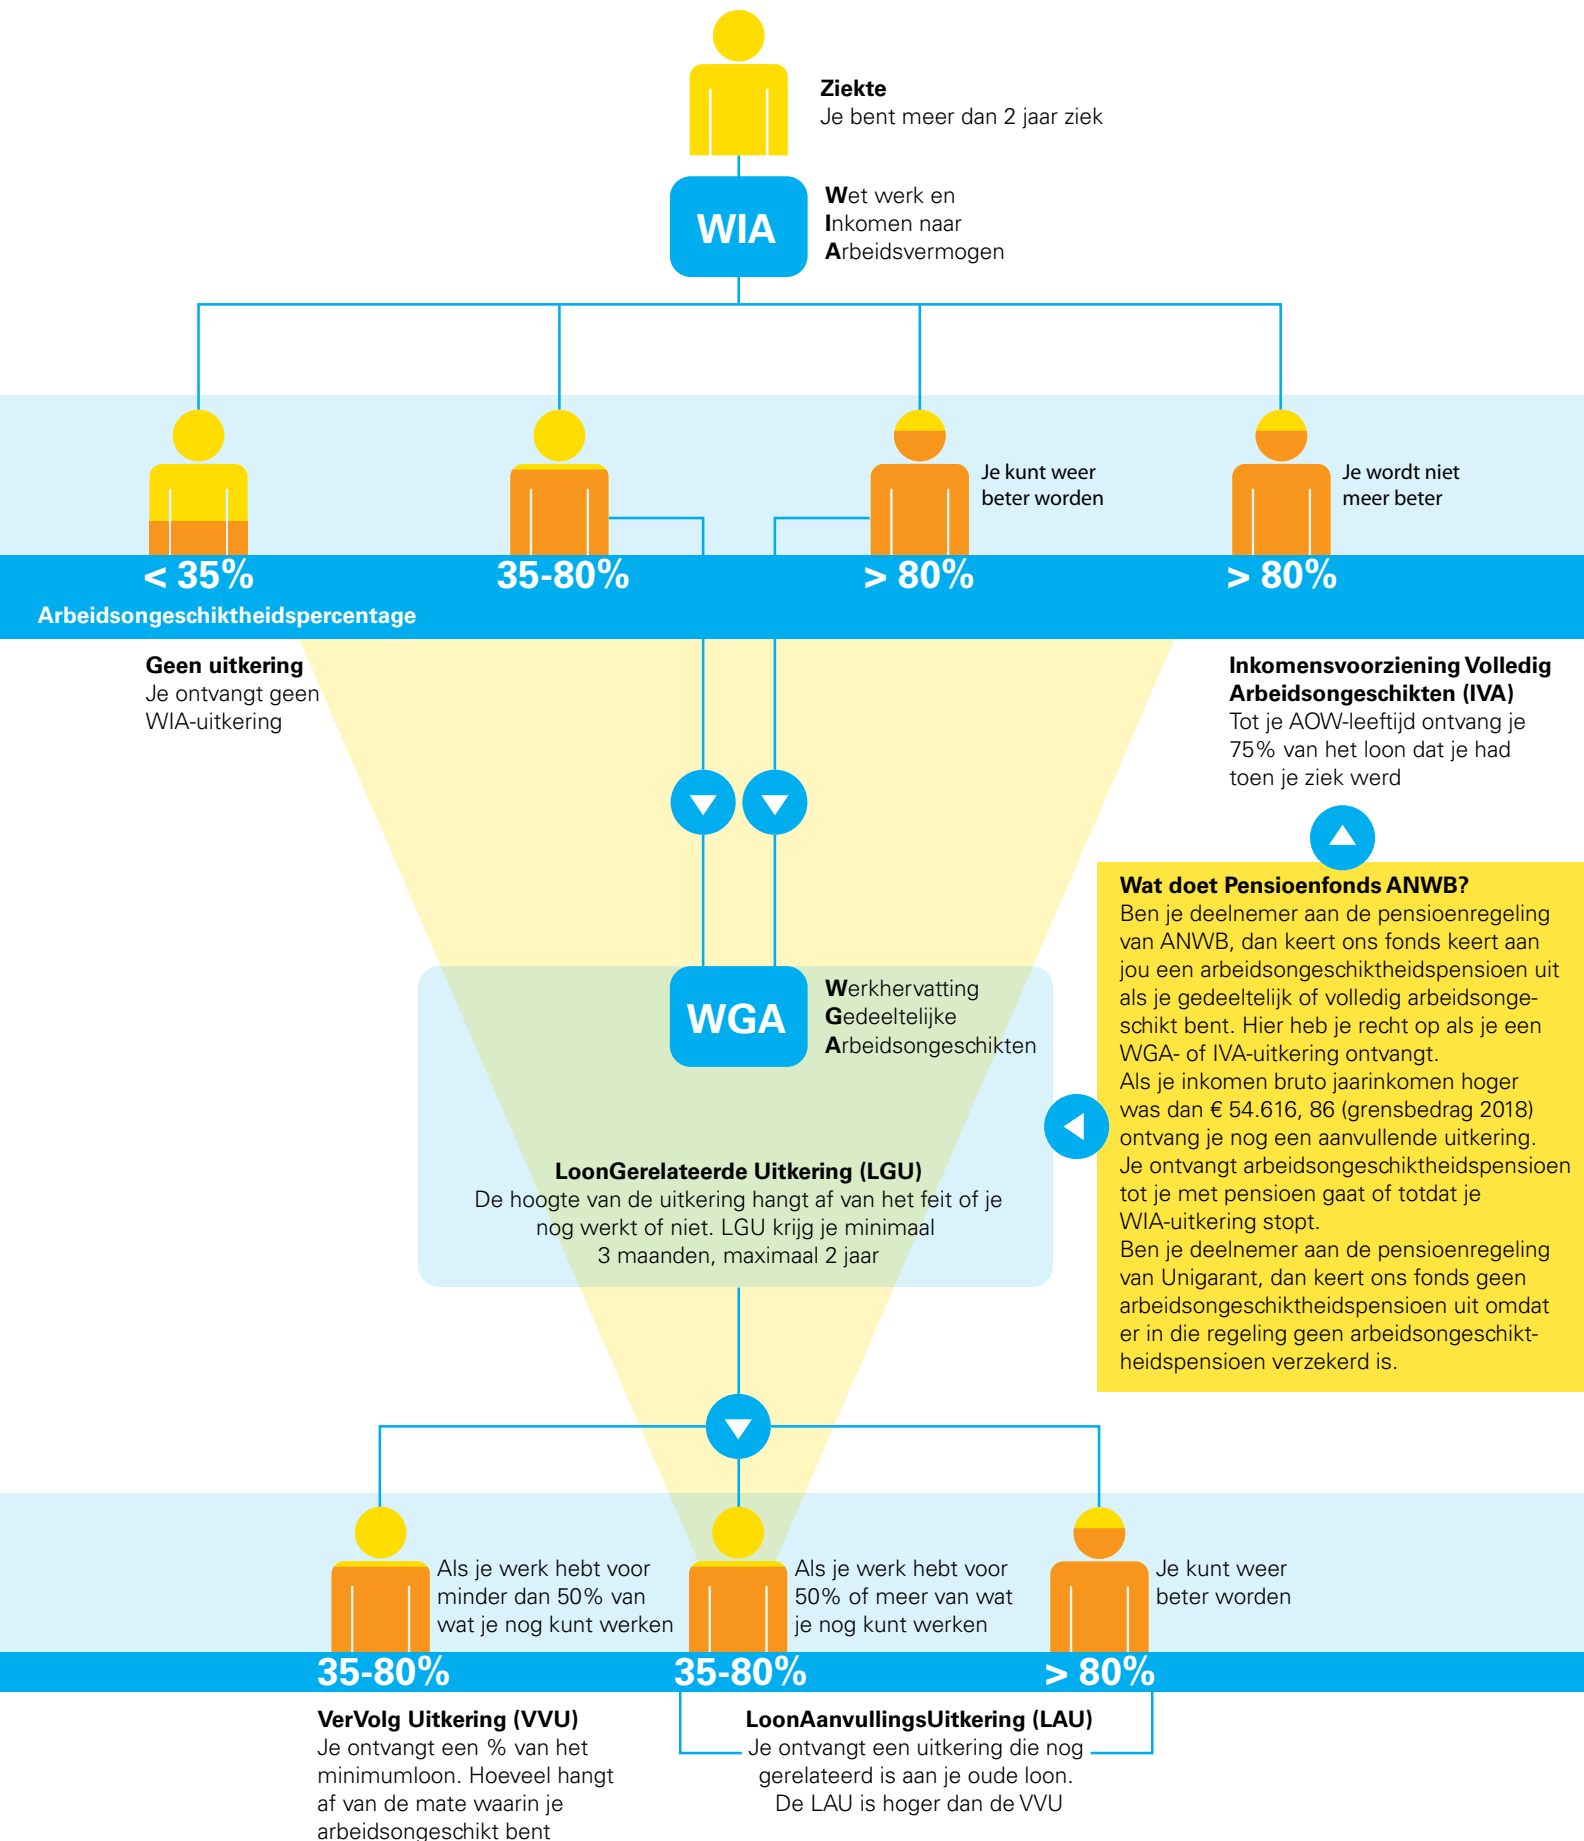 Ziekte
Je bent meer dan 2 jaar ziek
WIA
Wet werk en
Inkomen naar
Arbeidsvermogen
Je kunt weer
beter worden
Je wordt niet
meer beter
< 35%
35-80%
> 80%
> 80%
Arbeidsongeschiktheidspercentage
Geen uitkering
Je ontvangt geen
WIA-uitkering
Inkomensvoorziening Volledig
Arbeidsongeschikten (IVA)
Tot je AOW-leeftijd ontvang je
75% van het loon dat je had
toen je ziek werd
Wat doet Pensioenfonds ANWB?
Ben je deelnemer aan de pensioenregeling
van ANWB, dan keert ons fonds keert aan
jou een arbeidsongeschiktheidspensioen uit
als je gedeeltelijk of volledig arbeidsonge-
schikt bent. Hier heb je recht op als je een
WGA- of IVA-uitkering ontvangt.
Als je inkomen bruto jaarinkomen hoger
was dan € 54.616, 86 (grensbedrag 2018)
ontvang je nog een aanvullende uitkering.
Je ontvangt arbeidsongeschiktheidspensioen
tot je met pensioen gaat of totdat je
WIA-uitkering stopt.
Ben je deelnemer aan de pensioenregeling
van Unigarant, dan keert ons fonds geen
arbeidsongeschiktheidspensioen uit omdat
er in die regeling geen arbeidsongeschikt-
heidspensioen verzekerd is.
WGA
Werkhervatting
Gedeeltelijke
Arbeidsongeschikten
LoonGerelateerde Uitkering (LGU)
De hoogte van de uitkering hangt af van het feit of je
nog werkt of niet. LGU krijg je minimaal
3 maanden, maximaal 2 jaar
Als je werk hebt voor
minder dan 50% van
wat je nog kunt werken
Als je werk hebt voor
50% of meer van wat
je nog kunt werken
Je kunt weer
beter worden
35-80%
35-80%
> 80%
VerVolg Uitkering (VVU)
Je ontvangt een % van het
minimumloon. Hoeveel hangt
af van de mate waarin je
arbeidsongeschikt bent
LoonAanvullingsUitkering (LAU)
Je ontvangt een uitkering die nog
gerelateerd is aan je oude loon.
De LAU is hoger dan de VVU